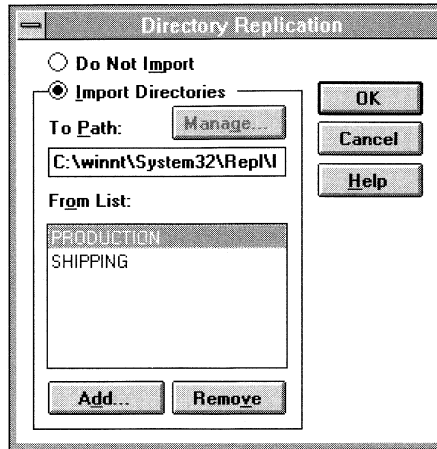 Directory Replication
Do Not Import
Import Directories
To Path:
Manage...
C:\winnt\System32\Repl\I
From List:
PRODUCTION
SHIPPING
Add...
Remove
OK
Cancel
Help